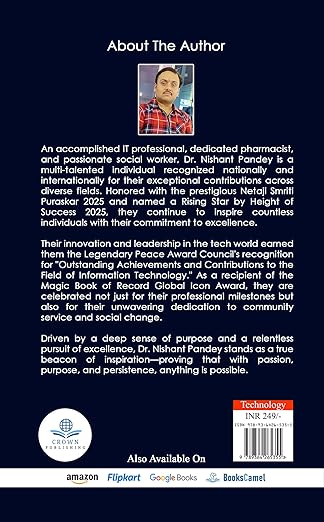 About The Author
An accomplished IT professional, dedicated pharmacist,
and passionate social worker, Dr. Nishant Pandey is a
multi-talented individual recognized nationally and
internationally for their exceptional contributions across
diverse fields. Honored with the prestigious Netaji Smriti
Puraskar 2025 and named a Rising Star by Height of
Success 2025, they continue to inspire countless
individuals with their commitment to excellence.
Their innovation and leadership in the tech world earned
them the Legendary Peace Award Council's recognition
for "Outstanding Achievements and Contributions to the
Field of Information Technology." As a recipient of the
Magic Book of Record Global Icon Award, they are
celebrated not just for their professional milestones but
also for their unwavering dedication to community
service and social change.
Driven by a deep sense of purpose and a relentless
pursuit of excellence, Dr. Nishant Pandey stands as a true
beacon of inspiration—proving that with passion,
purpose, and persistence, anything is possible.
CROWN
PUBLISHING
Technology
INR 249/-
Also Available On
amazon Flipkart Google Books BooksCamel